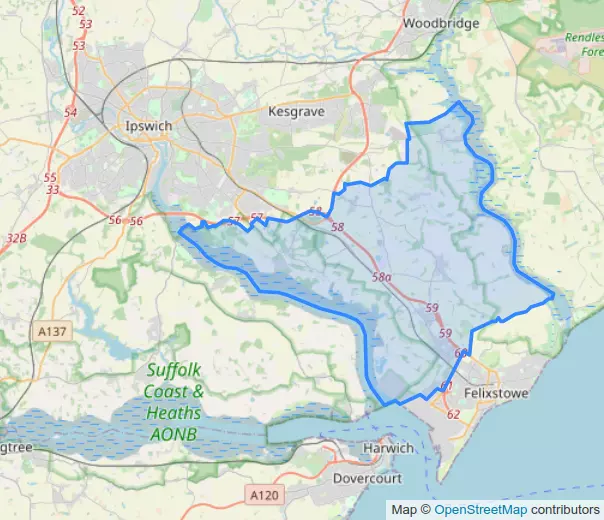 52
53
53
Woodbridge
Rendles
Fore
54
Kesgrave
Ipswich
55
33
56
56
57
57
58
58
32B
58a
59
59
A137
60
61
62
Felixstowe
Suffolk
Coast &
Heaths
AONB
gtree
Harwich
Dovercourt
A120
Map © OpenStreetMap contributors